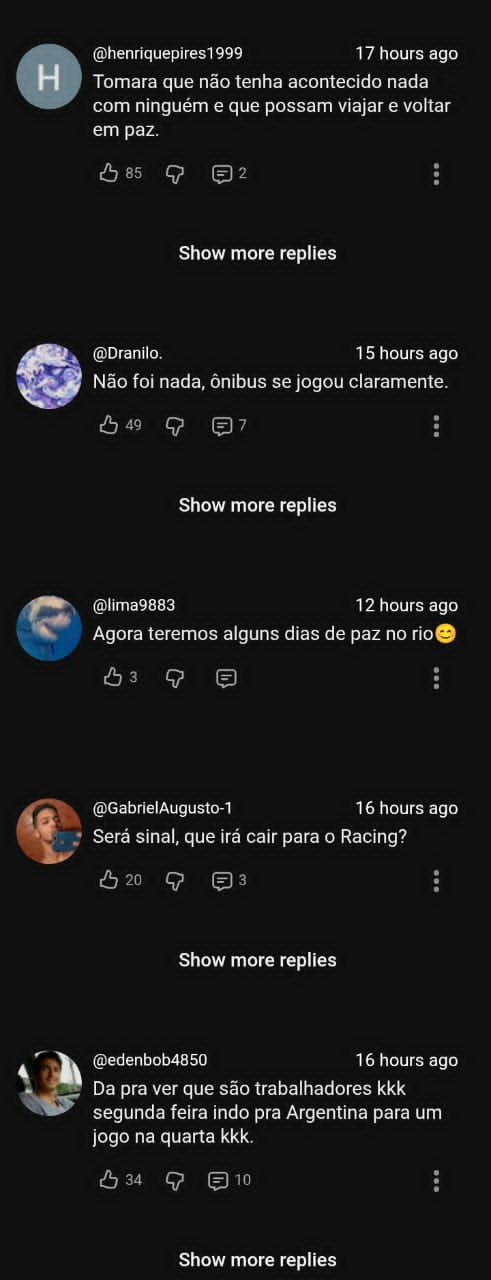 @henriquepires1999 17 hours ago
Tomara que não tenha acontecido nada
com ninguém e que possam viajar e voltar
em paz.
85 2
Show more replies
@Dranilo. 15 hours ago
Não foi nada, ônibus se jogou claramente.
49 7
Show more replies
@lima9883 12 hours ago
Agora teremos alguns dias de paz no rio😊
3
@GabrielAugusto-1 16 hours ago
Será sinal, que irá cair para o Racing?
20 3
Show more replies
@edenbob4850 16 hours ago
Da pra ver que são trabalhadores kkk
segunda feira indo pra Argentina para um
jogo na quarta kkk.
34 10
Show more replies
H